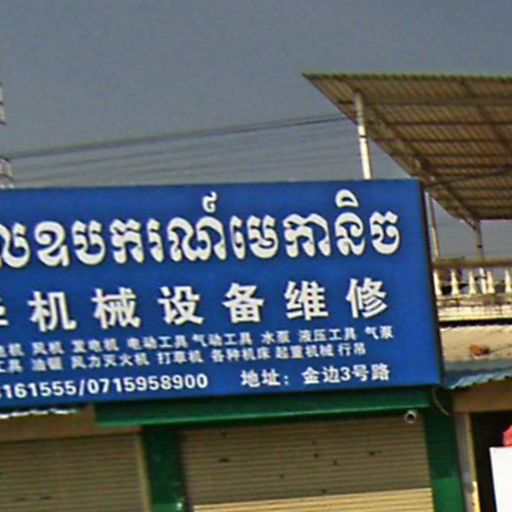 លឧបករណ៍មេកានិច
机械设备维修
电机 风机 发电机 电动工具 气动工具 水泵 液压工具 气泵
工具 油锯 风力灭火机 打草机 各种机床 起重机械 行吊
161555/0715958900 地址：金边3号路